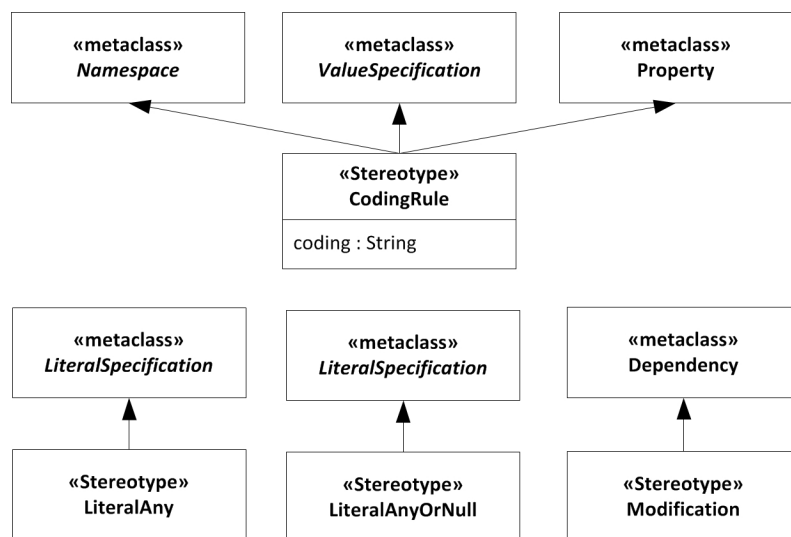 «metaclass»
Namespace
«metaclass»
ValueSpecification
«metaclass»
Property
«Stereotype»
CodingRule
coding : String
«metaclass»
LiteralSpecification
«metaclass»
LiteralSpecification
«metaclass»
Dependency
«Stereotype»
LiteralAny
«Stereotype»
LiteralAnyOrNull
«Stereotype»
Modification